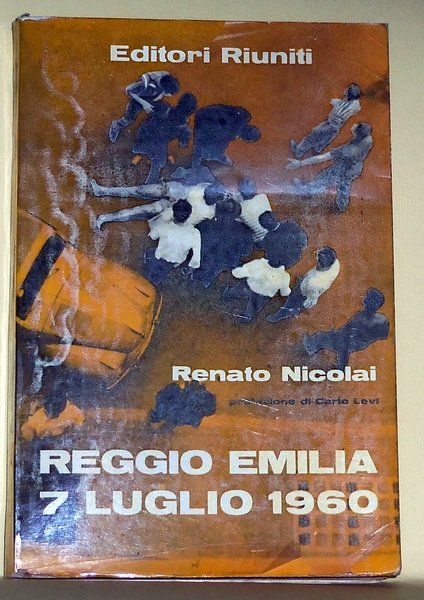 Editori Riuniti
Renato Nicolai
prefazione di Carlo Levi
REGGIO EMILIA
7 LUGLIO 1960